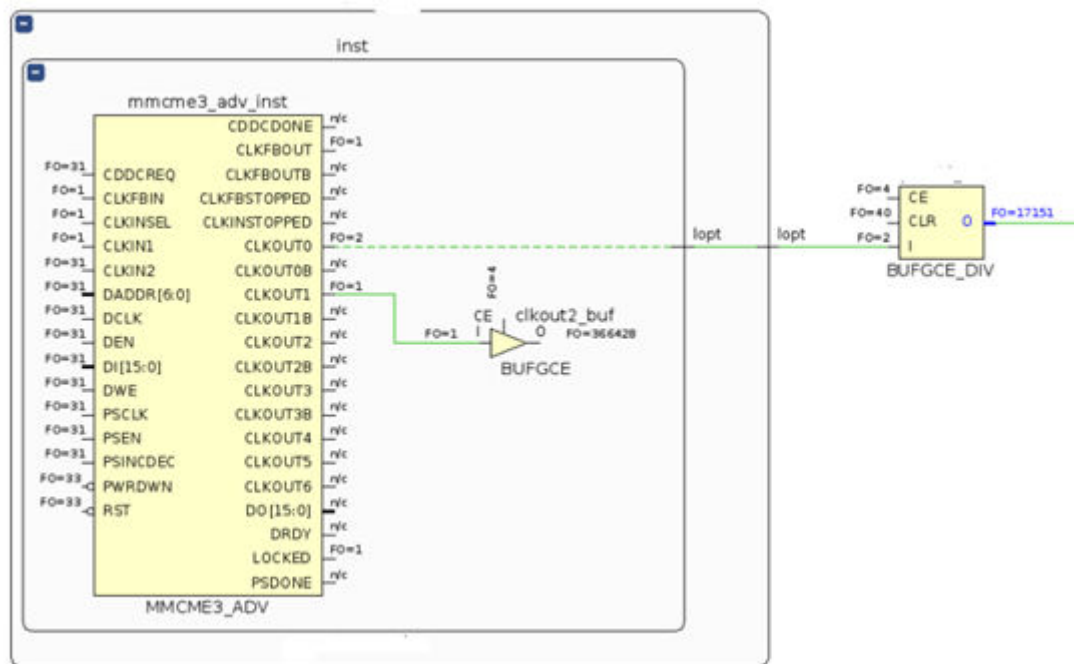 inst
mmcme3_adv_inst
CDDCDONE n/c
CLKFBOUT FO=1
FO=31 CDDCREQ CLKFBOUTB n/c
FO=1 CLKFBIN CLKFBSTOPPED n/c
FO=1 CLKINSEL CLKINSTOPPED n/c
FO=1 CLKIN1 CLKOUT0 FO=2
FO=31 CLKIN2 CLKOUT0B n/c
FO=31 DADDR[6:0] CLKOUT1 FO=1
FO=31 DCLK CLKOUT1B n/c
FO=31 DEN CLKOUT2 n/c
FO=31 DI[15:0] CLKOUT2B n/c
FO=31 DWE CLKOUT3 n/c
FO=31 PSCLK CLKOUT3B n/c
FO=31 PSEN CLKOUT4 n/c
FO=31 PSINCDEC CLKOUT5 n/c
FO=33 PWRDWN CLKOUT6 n/c
FO=33 RST DO[15:0] n/c
DRDY n/c
LOCKED FO=1
PSDONE n/c
MMCME3_ADV
FO=4
CE clkout2_buf
FO=1 I O FO=366428
BUFGCE
lopt lopt
FO=4 CE
FO=40 CLR O FO=17151
FO=2 I
BUFGCE_DIV